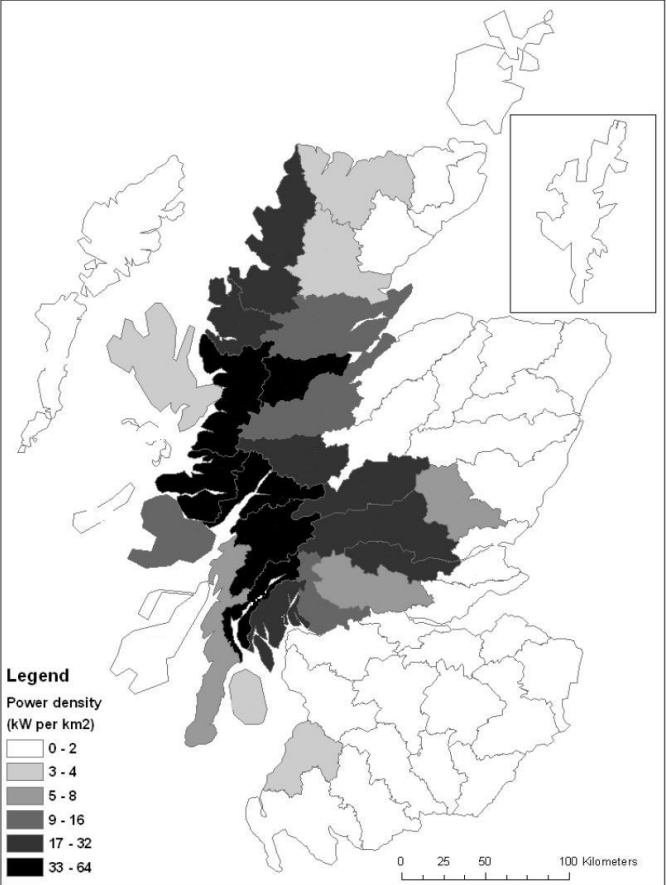 Legend
Power density
(kW per km2)
0 - 2
3 - 4
5 - 8
9 - 16
17 - 32
33 - 64
0 25 50 100 Kilometers